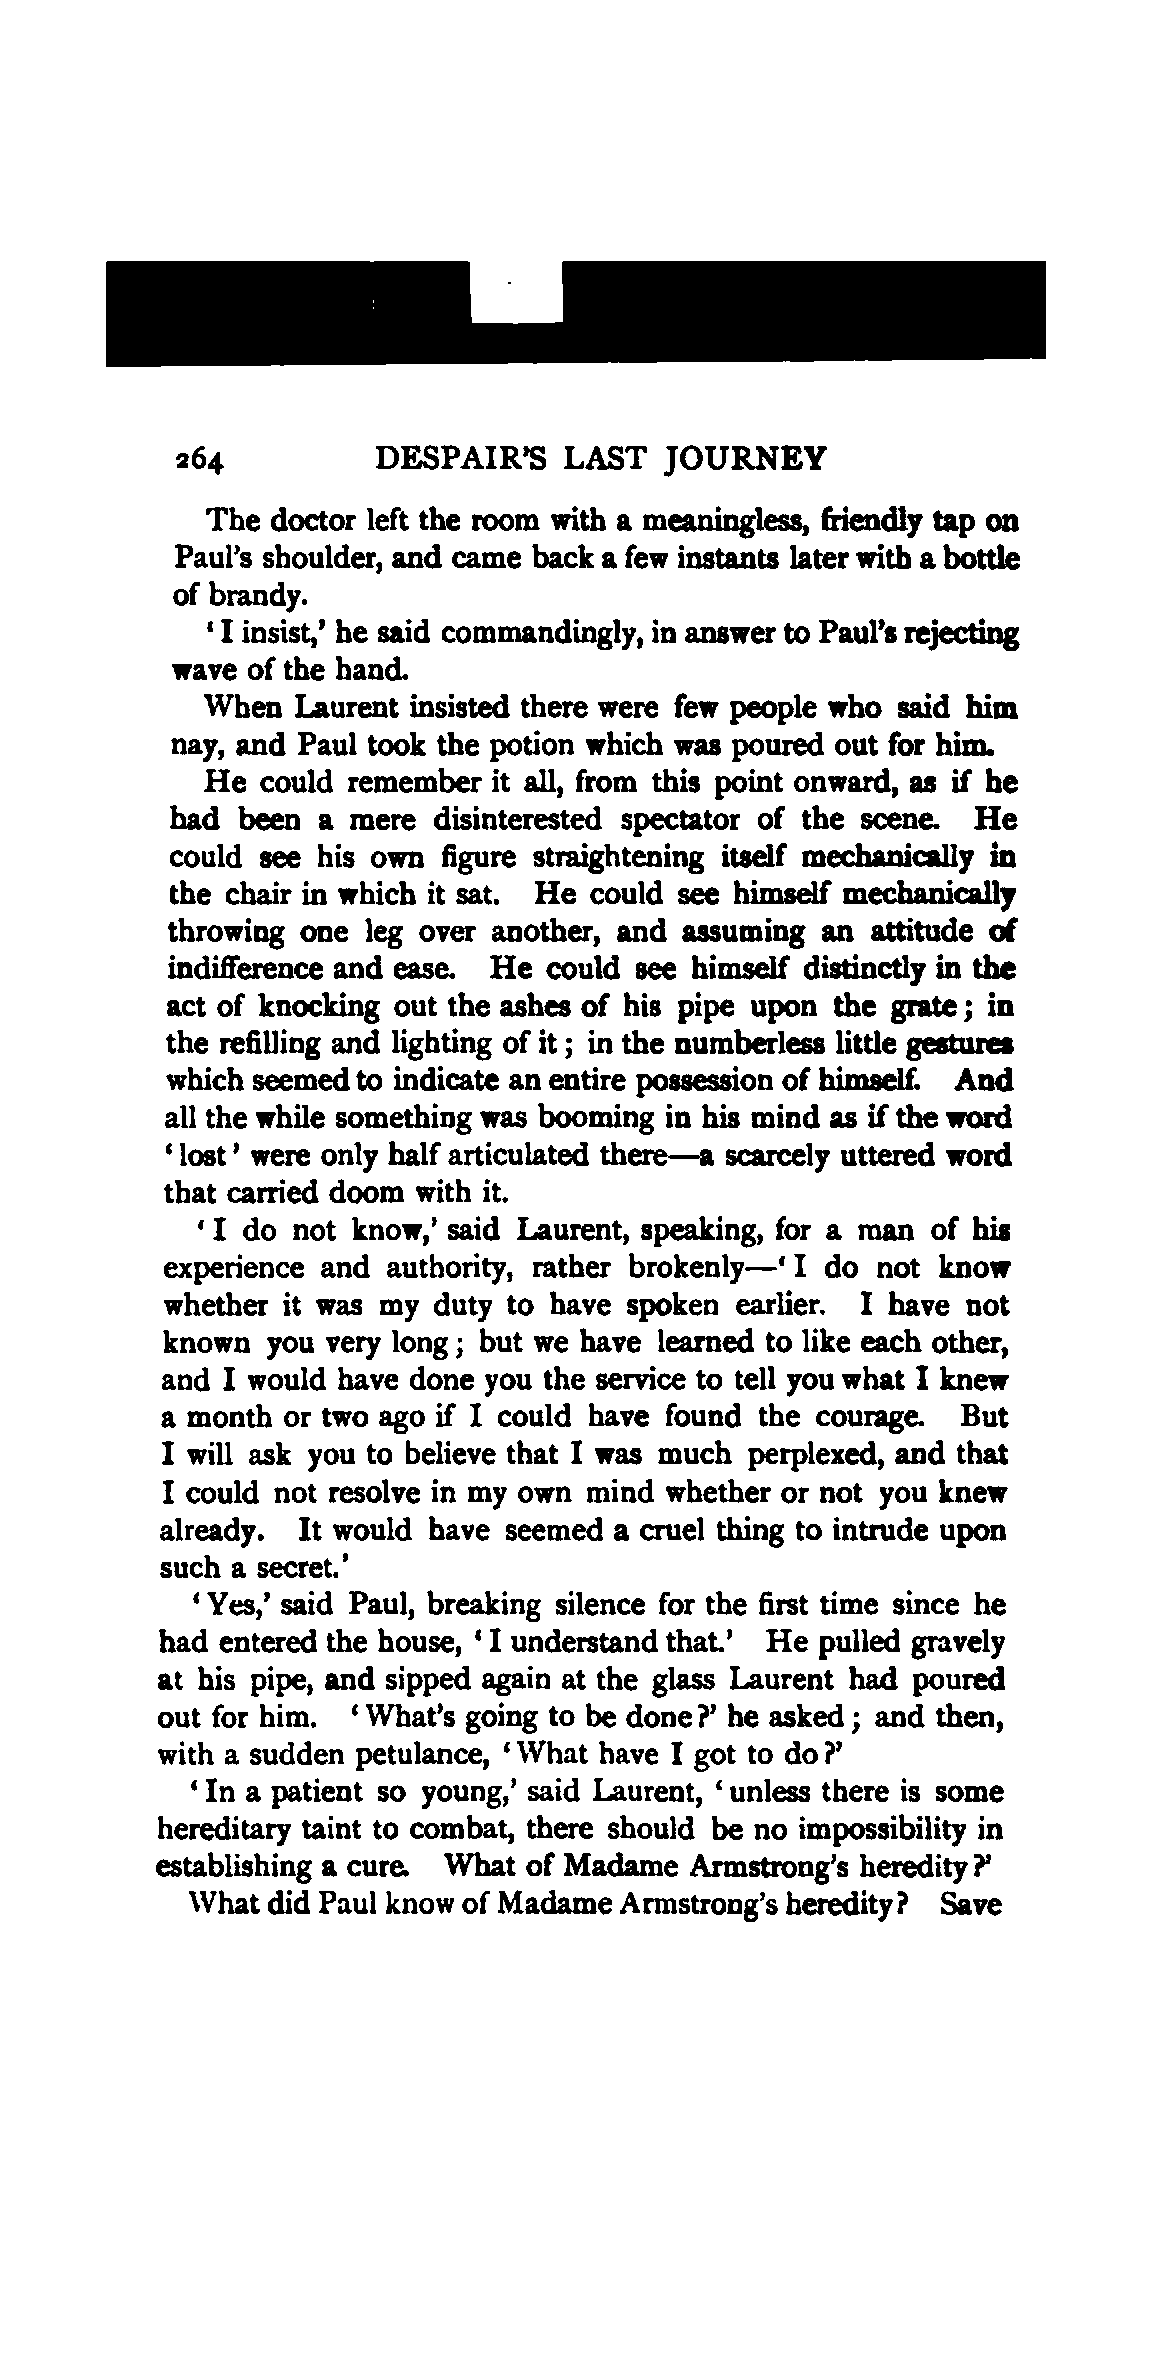 264 DESPAIR'S LAST JOURNEY
The doctor left the room with a meaningless, friendly tap on
Paul's shoulder, and came back a few instants later with a bottle
of brandy.
'I insist,' he said commandingly, in answer to Paul's rejecting
wave of the hand.
When Laurent insisted there were few people who said him
nay, and Paul took the potion which was poured out for him.
He could remember it all, from this point onward, as if he
had been a mere disinterested spectator of the scene. He
could see his own figure straightening itself mechanically in
the chair in which it sat. He could see himself mechanically
throwing one leg over another, and assuming an attitude of
indifference and ease. He could see himself distinctly in the
act of knocking out the ashes of his pipe upon the grate; in
the refilling and lighting of it; in the numberless little gestures
which seemed to indicate an entire possession of himself. And
all the while something was booming in his mind as if the word
'lost' were only half articulated there—a scarcely uttered word
that carried doom with it.
'I do not know,' said Laurent, speaking, for a man of his
experience and authority, rather brokenly—'I do not know
whether it was my duty to have spoken earlier. I have not
known you very long; but we have learned to like each other,
and I would have done you the service to tell you what I knew
a month or two ago if I could have found the courage. But
I will ask you to believe that I was much perplexed, and that
I could not resolve in my own mind whether or not you knew
already. It would have seemed a cruel thing to intrude upon
such a secret.'
'Yes,' said Paul, breaking silence for the first time since he
had entered the house, 'I understand that.' He pulled gravely
at his pipe, and sipped again at the glass Laurent had poured
out for him. 'What's going to be done?' he asked; and then,
with a sudden petulance, 'What have I got to do?'
'In a patient so young,' said Laurent, 'unless there is some
hereditary taint to combat, there should be no impossibility in
establishing a cure. What of Madame Armstrong's heredity?'
What did Paul know of Madame Armstrong's heredity? Save